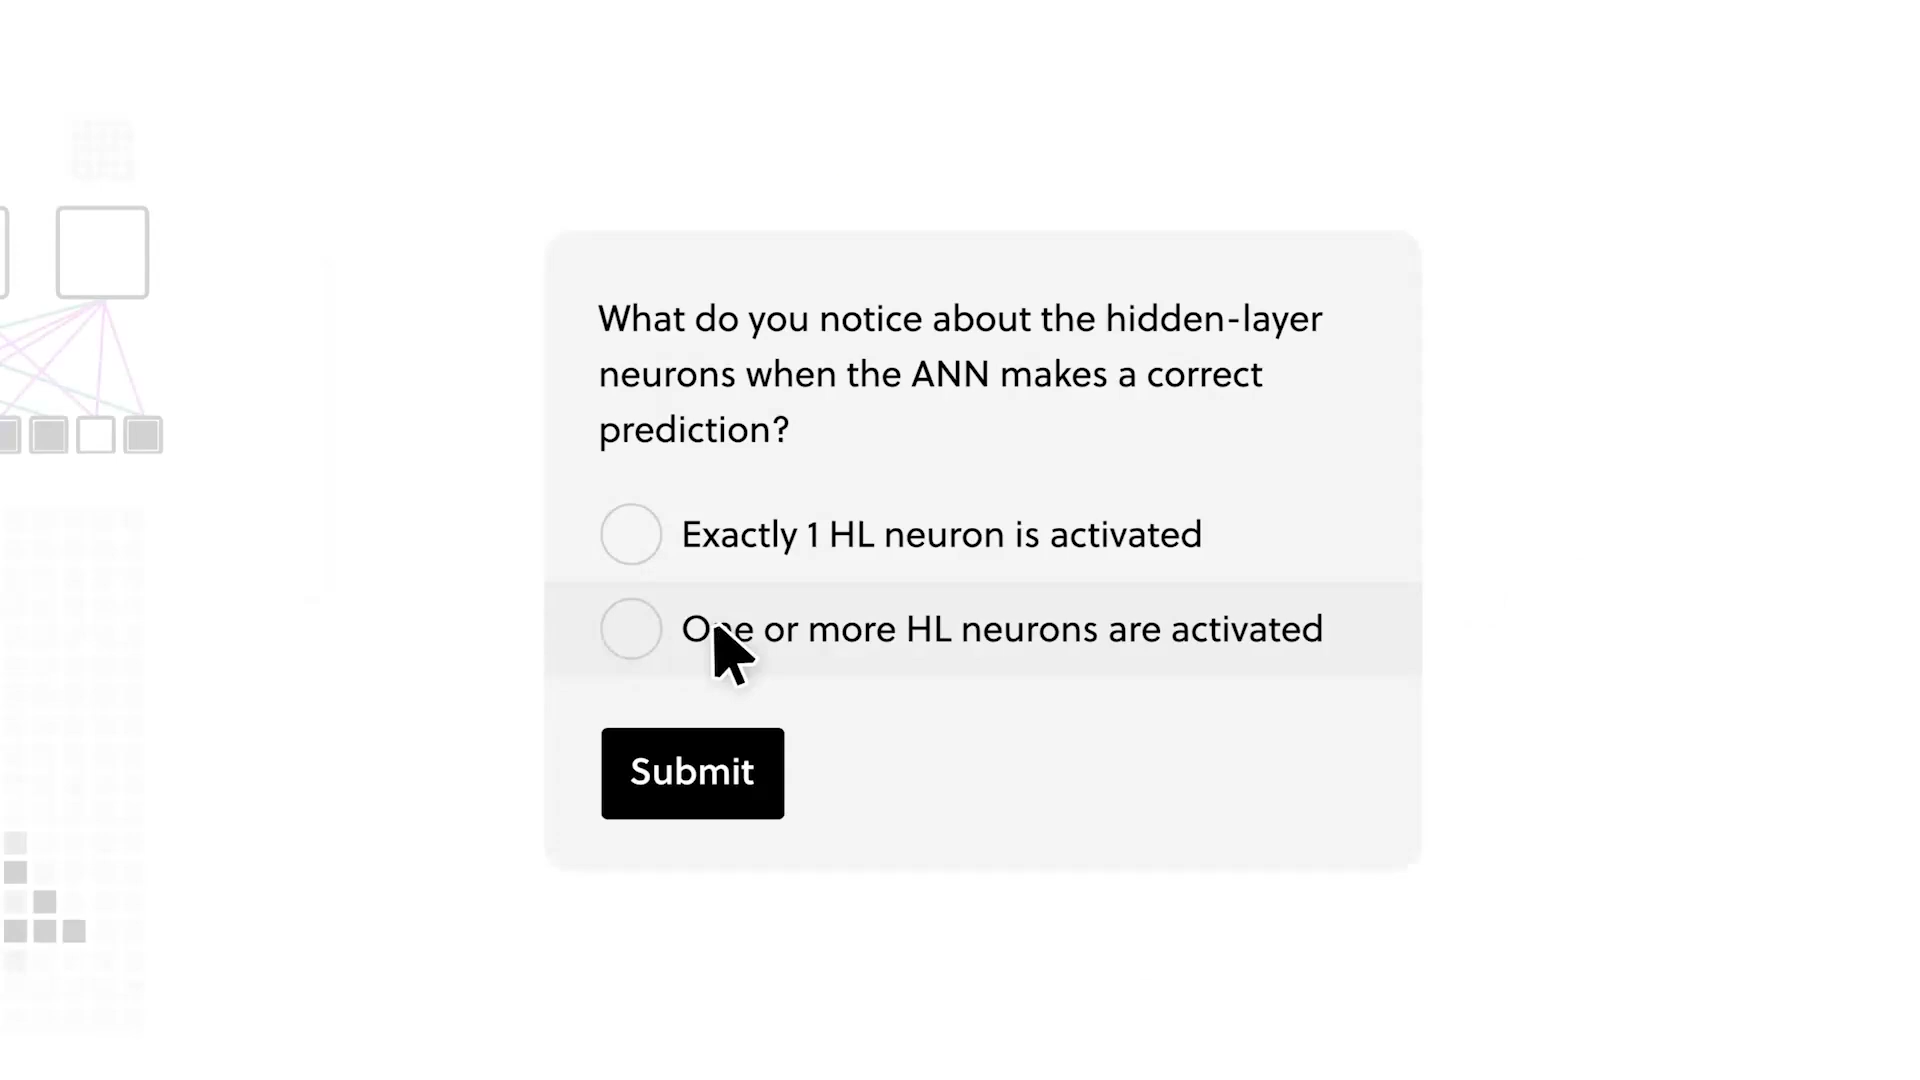 What do you notice about the hidden-layer
neurons when the ANN makes a correct
prediction?
Exactly 1 HL neuron is activated
One or more HL neurons are activated
Submit